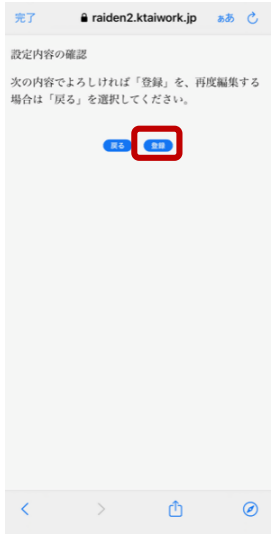 完了 raiden2.ktaiwork.jp ぁあ
設定内容の確認
次の内容でよろしければ「登録」を、再度編集する
場合は「戻る」を選択してください。
戻る 登録